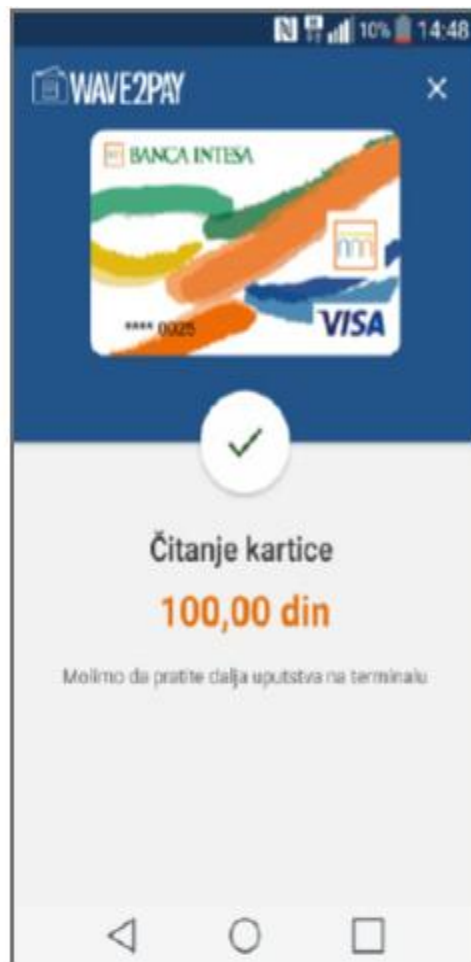 10% 14:48
WAVE2PAY
BANCA INTESA
**** 0025
VISA
Čitanje kartice
100,00 din
Molimo da pratite dalja uputstva na terminalu